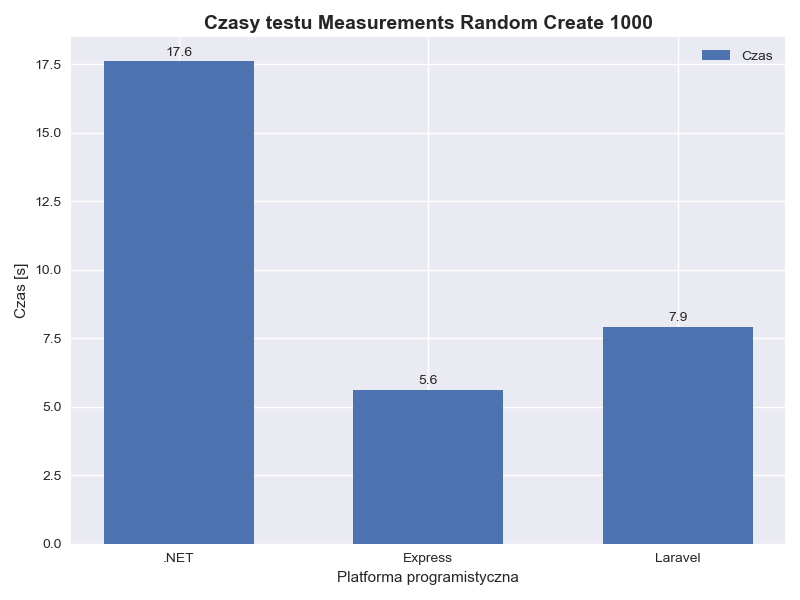 Czasy testu Measurements Random Create 1000
Czas
17.6
5.6
7.9
Czas [s]
17.5
15.0
12.5
10.0
7.5
5.0
2.5
0.0
.NET
Express
Laravel
Platforma programistyczna